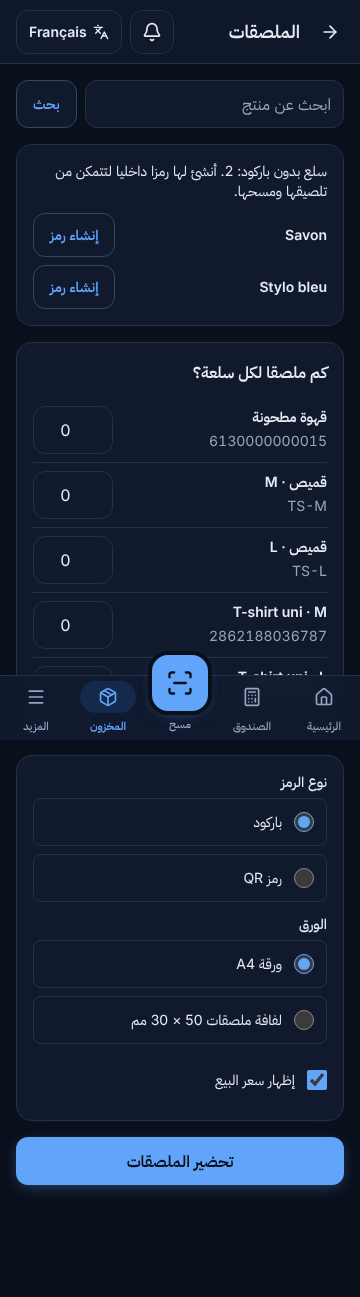 الملصقات
Français
ابحث عن منتج
بحث
سلع بدون باركود: 2. أنشئ لها رمزا داخليا لتتمكن من
تلصيقها ومسحها.
Savon
إنشاء رمز
Stylo bleu
إنشاء رمز
كم ملصقا لكل سلعة؟
قهوة مطحونة
6130000000015
0
قميص · M
TS-M
0
قميص · L
TS-L
0
T-shirt uni · M
2862188036787
0
الرئيسية
الصندوق
مسح
المخزون
المزيد
نوع الرمز
باركود
رمز QR
الورق
ورقة A4
لفافة ملصقات 50 × 30 مم
إظهار سعر البيع
تحضير الملصقات